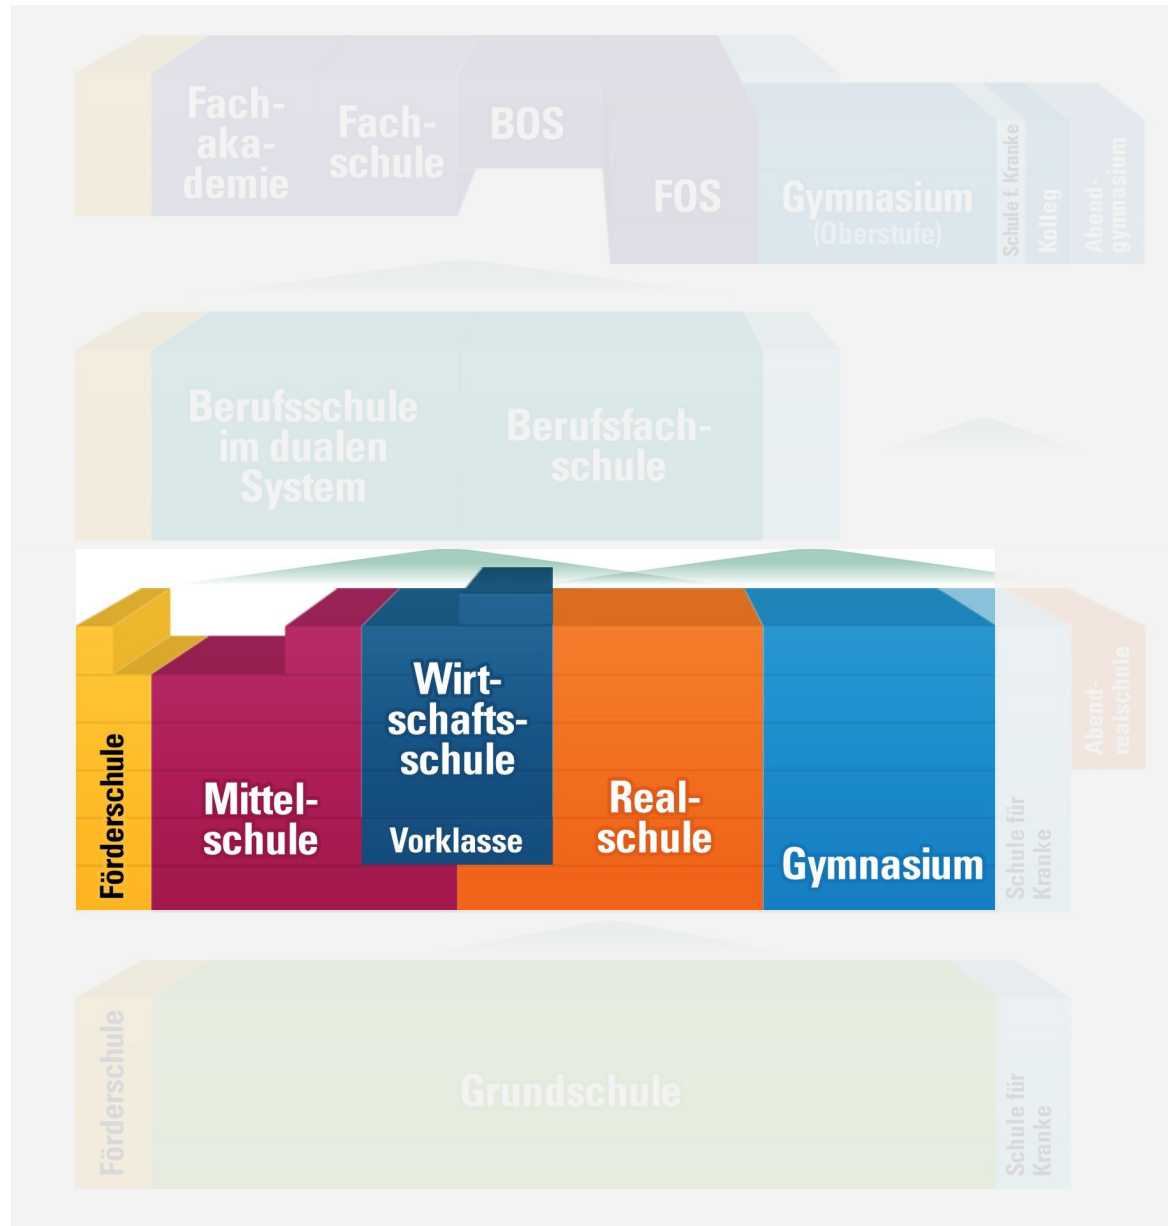 Fach-
aka-
demie
Fach-
schule
BOS
FOS
Gymnasium
(Oberstufe)
Schule f. Kranke
Kolleg
Abend-
gymnasium
Berufsschule
im dualen
System
Berufsfach-
schule
Förderschule
Mittel-
schule
Wirt-
schafts-
schule
Vorklasse
Real-
schule
Gymnasium
Schule für
Kranke
Abend-
realschule
Förderschule
Grundschule
Schule für
Kranke